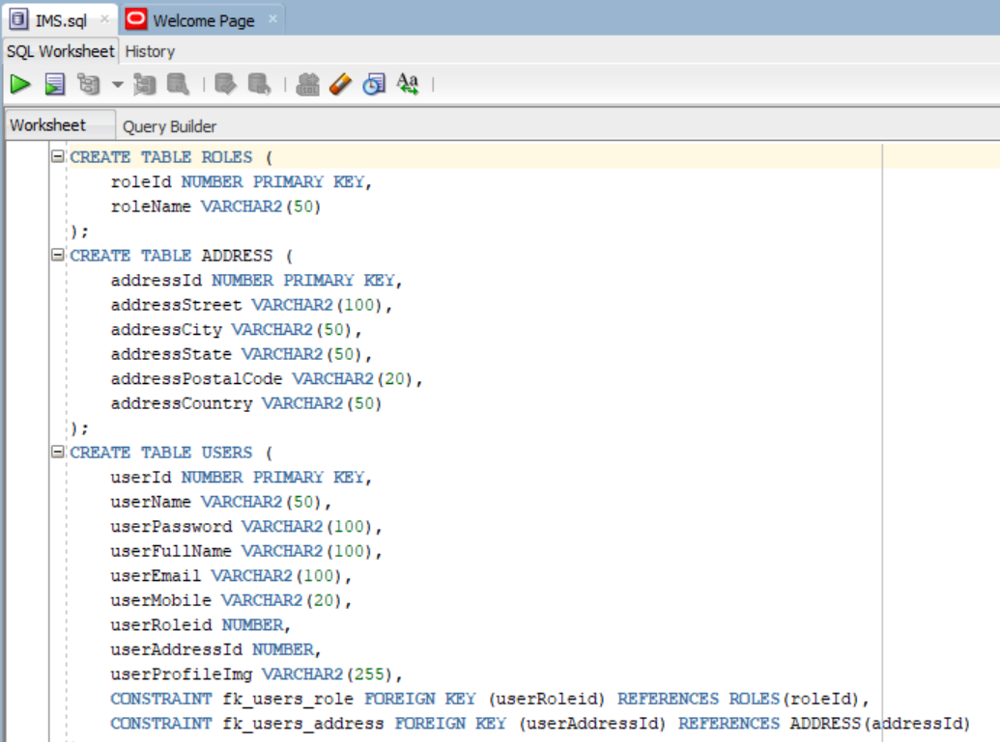 IMS.sql
Welcome Page
SQL Worksheet History
Aa
Worksheet Query Builder
CREATE TABLE ROLES (
roleId NUMBER PRIMARY KEY,
roleName VARCHAR2(50)
);
CREATE TABLE ADDRESS (
addressId NUMBER PRIMARY KEY,
addressStreet VARCHAR2(100),
addressCity VARCHAR2(50),
addressState VARCHAR2(50),
addressPostalCode VARCHAR2(20),
addressCountry VARCHAR2(50)
);
CREATE TABLE USERS (
userId NUMBER PRIMARY KEY,
userName VARCHAR2(50),
userPassword VARCHAR2(100),
userFullName VARCHAR2(100),
userEmail VARCHAR2(100),
userMobile VARCHAR2(20),
userRoleid NUMBER,
userAddressId NUMBER,
userProfileImg VARCHAR2(255),
CONSTRAINT fk_users_role FOREIGN KEY (userRoleid) REFERENCES ROLES(roleId),
CONSTRAINT fk_users_address FOREIGN KEY (userAddressId) REFERENCES ADDRESS(addressId)